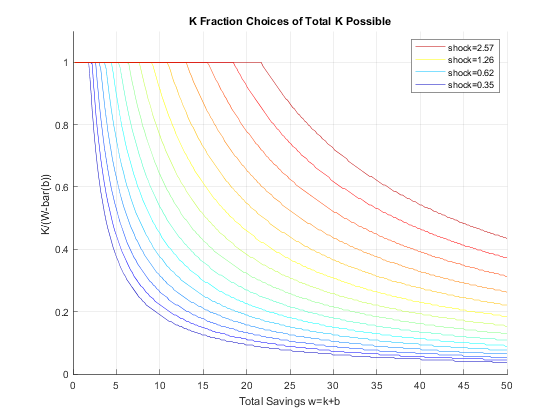 K Fraction Choices of Total K Possible
shock=2.57
shock=1.26
shock=0.62
shock=0.35
K/(W-bar(b))
1
0.8
0.6
0.4
0.2
0
0 5 10 15 20 25 30 35 40 45 50
Total Savings w=k+b